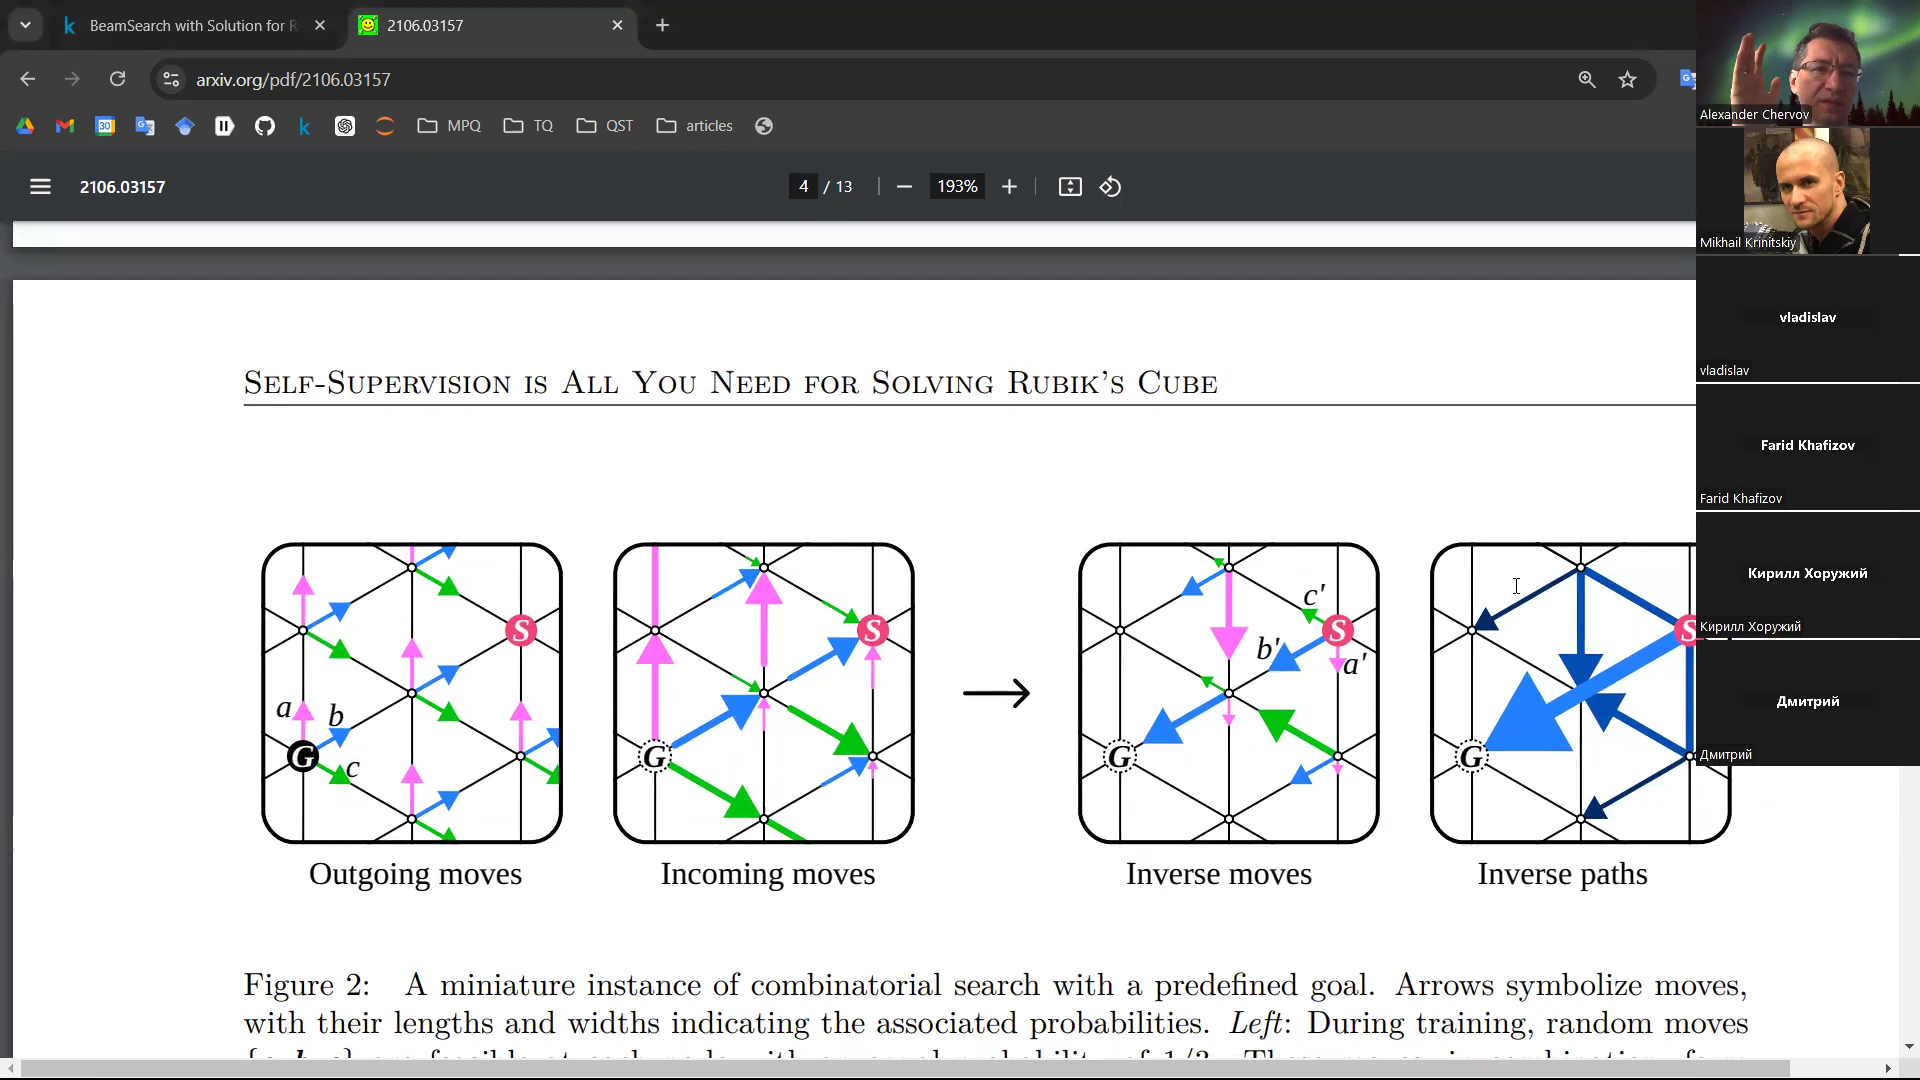 BeamSearch with Solution for R
2106.03157
arxiv.org/pdf/2106.03157
MPQ
TQ
QST
articles
2106.03157
4 / 13
193%
SELF-SUPERVISION IS ALL YOU NEED FOR SOLVING RUBIK'S CUBE
a
b
c
G
S
G
S
c'
b'
a'
S
G
S
G
Outgoing moves
Incoming moves
Inverse moves
Inverse paths
Figure 2: A miniature instance of combinatorial search with a predefined goal. Arrows symbolize moves,
with their lengths and widths indicating the associated probabilities. Left: During training, random moves
Alexander Chervov
Mikhail Krinitskiy
vladislav
vladislav
Farid Khafizov
Farid Khafizov
Кирилл Хоружий
Кирилл Хоружий
Дмитрий
Дмитрий